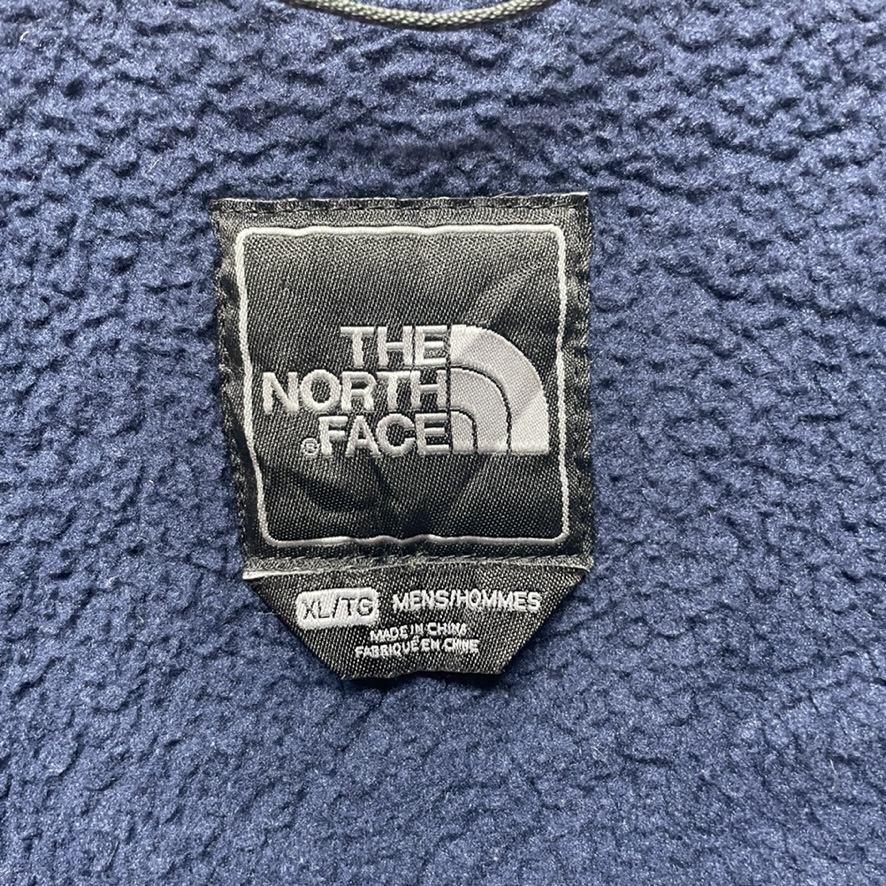 THE
NORTH
®FACE
XL/TG MENS/HOMMES
MADE IN CHINA
FABRIQUÉ EN CHINE